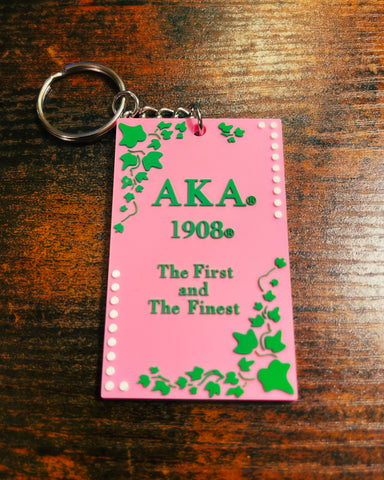 AKA®
1908®
The First
and
The Finest